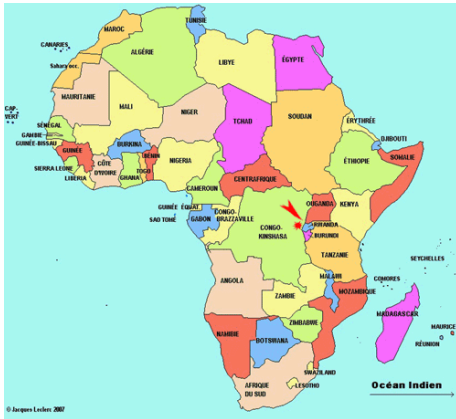 TUNISIE
MAROC
CANARIES
ALGÉRIE
LIBYE
ÉGYPTE
Sahara occ.
MAURITANIE
CAP-
VERT
MALI
NIGER
TCHAD
SOUDAN
ÉRYTHRÉE
SÉNÉGAL
GAMBIE
GUINÉE-BISSAU
GUINÉE
BURKINA
DJIBOUTI
BÉNIN
NIGERIA
SOMALIE
ÉTHIOPIE
SIERRA LEONE
CÔTE
D'IVOIRE
GHANA
TOGO
LIBERIA
CENTRAFRIQUE
CAMEROUN
GUINÉE ÉQUAT.
SAO TOMÉ
GABON
CONGO-
BRAZZAVILLE
OUGANDA
KENYA
CONGO-
KINSHASA
RWANDA
BURUNDI
TANZANIE
SEYCHELLES
MALAWI
COMORES
ANGOLA
ZAMBIE
MOZAMBIQUE
MADAGASCAR
MAURICE
RÉUNION
ZIMBABWE
NAMIBIE
BOTSWANA
SWAZILAND
LESOTHO
AFRIQUE
DU SUD
Océan Indien
© Jacques Leclerc 2007